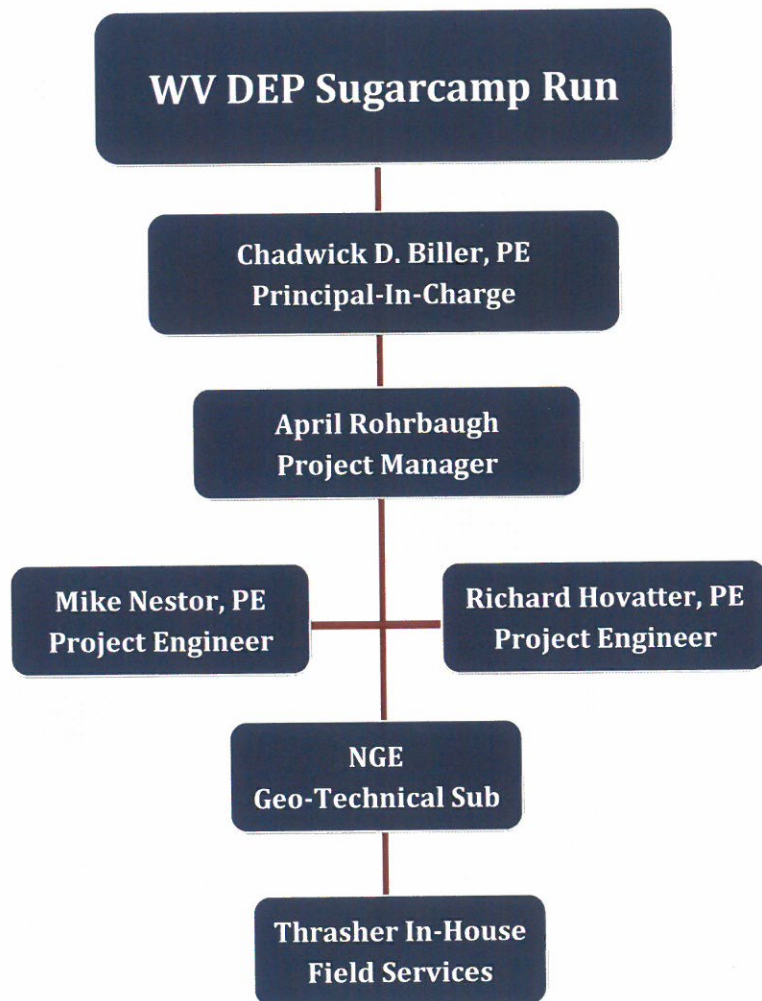 WV DEP Sugarcamp Run
Chadwick D. Biller, PE
Principal-In-Charge
April Rohrbaugh
Project Manager
Mike Nestor, PE
Project Engineer
Richard Hovatter, PE
Project Engineer
NGE
Geo-Technical Sub
Thrasher In-House
Field Services